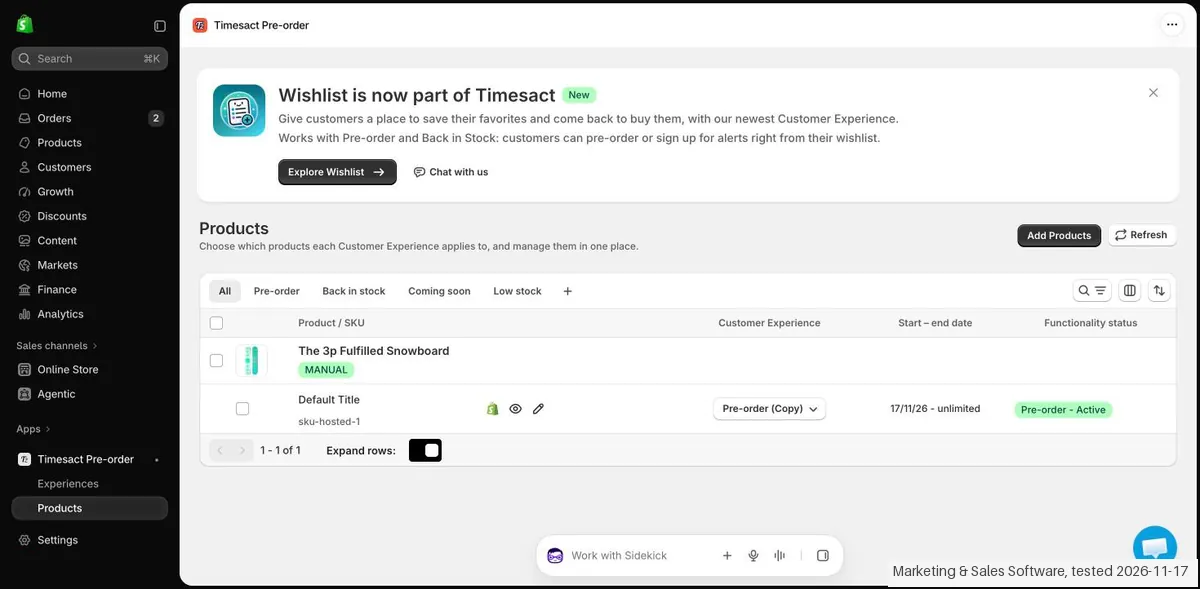 Timesact Pre-order
Search
⌘K
Home
Orders
2
Products
Customers
Growth
Discounts
Content
Markets
Finance
Analytics
Sales channels
Online Store
Agentic
Apps
Timesact Pre-order
Experiences
Products
Settings
Wishlist is now part of Timesact
New
Give customers a place to save their favorites and come back to buy them, with our newest Customer Experience.
Works with Pre-order and Back in Stock: customers can pre-order or sign up for alerts right from their wishlist.
Explore Wishlist
Chat with us
Products
Choose which products each Customer Experience applies to, and manage them in one place.
Add Products
Refresh
All
Pre-order
Back in stock
Coming soon
Low stock
Product / SKU
Customer Experience
Start – end date
Functionality status
The 3p Fulfilled Snowboard
MANUAL
Default Title
sku-hosted-1
Pre-order (Copy)
17/11/26 - unlimited
Pre-order - Active
1 - 1 of 1
Expand rows:
Work with Sidekick
Marketing & Sales Software, tested 2026-11-17